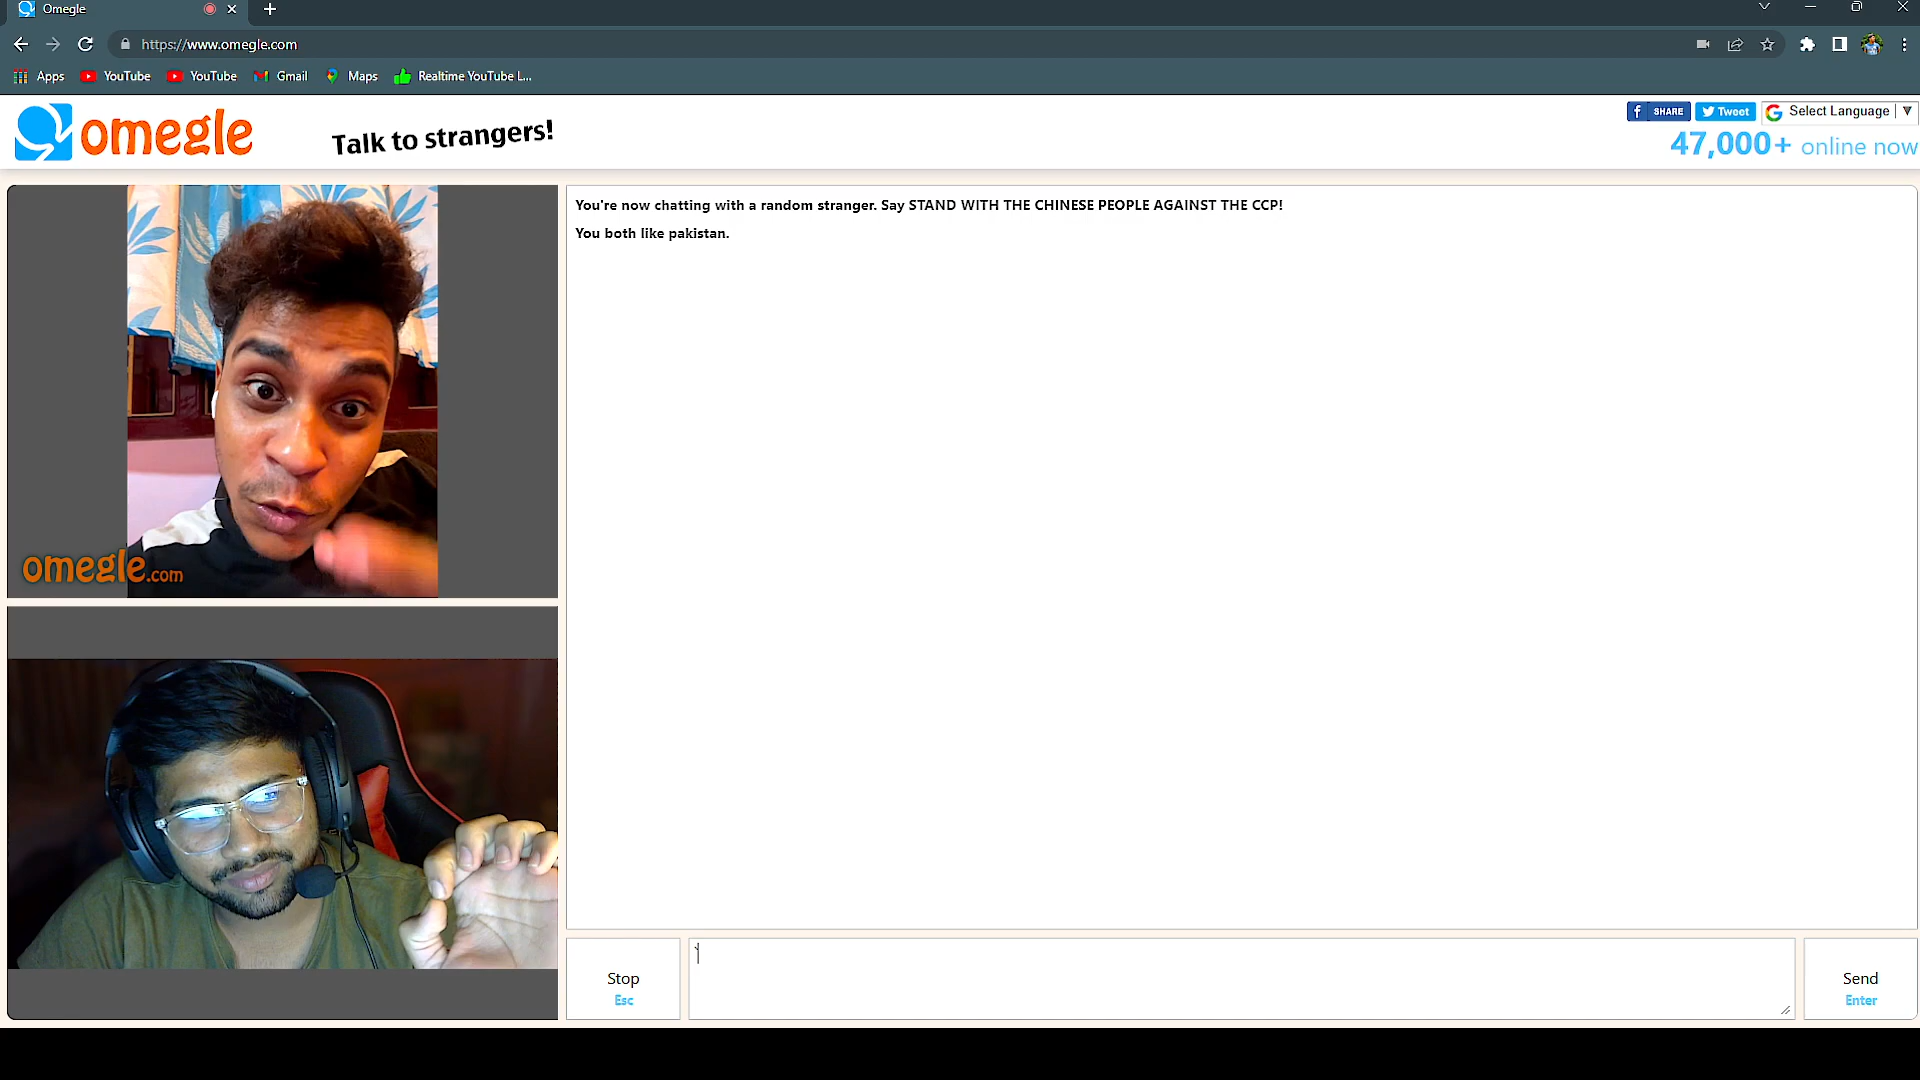 Omegle
https://www.omegle.com
Apps YouTube YouTube Gmail Maps Realtime YouTube L...
omegle Talk to strangers!
SHARE Tweet Select Language
47,000+ online now
You're now chatting with a random stranger. Say STAND WITH THE CHINESE PEOPLE AGAINST THE CCP!
You both like pakistan.
omegle.com
Stop
Esc
Send
Enter